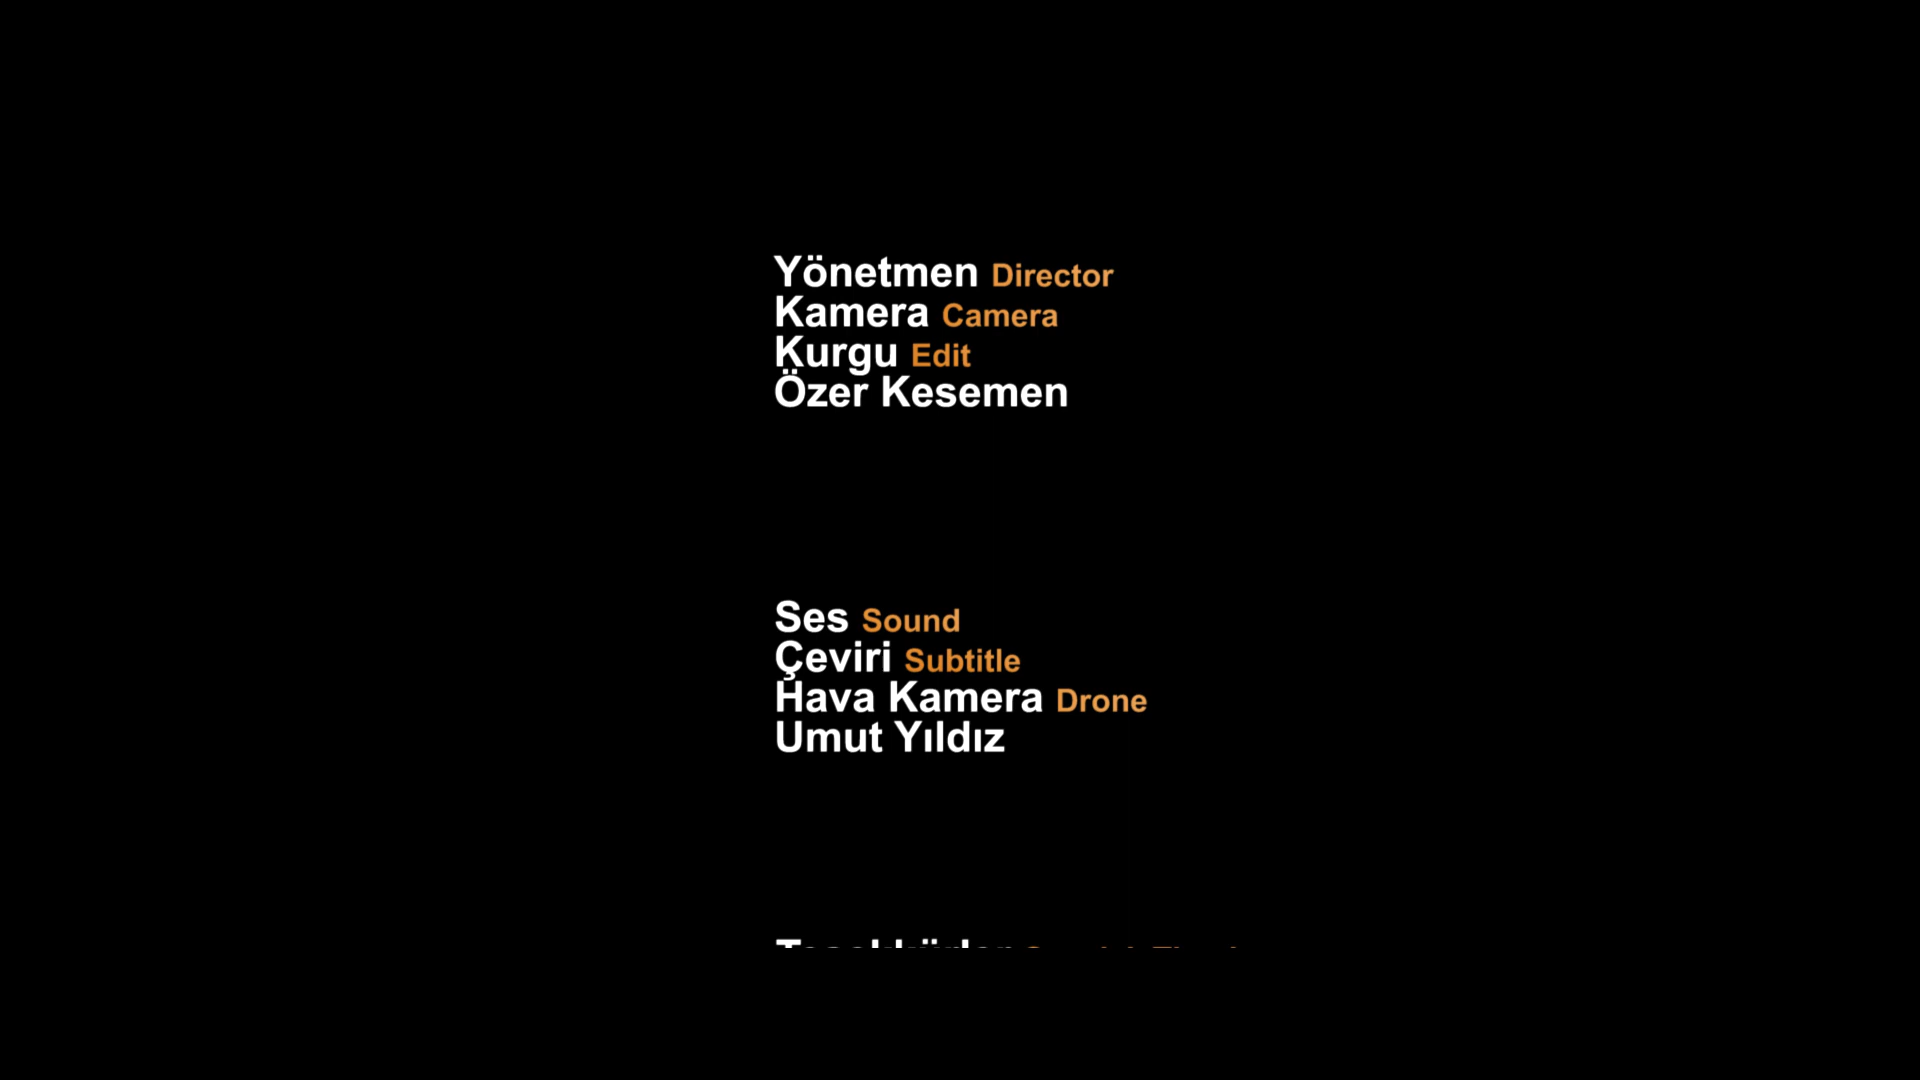 Yönetmen Director
Kamera Camera
Kurgu Edit
Özer Kesemen
Ses Sound
Çeviri Subtitle
Hava Kamera Drone
Umut Yıldız